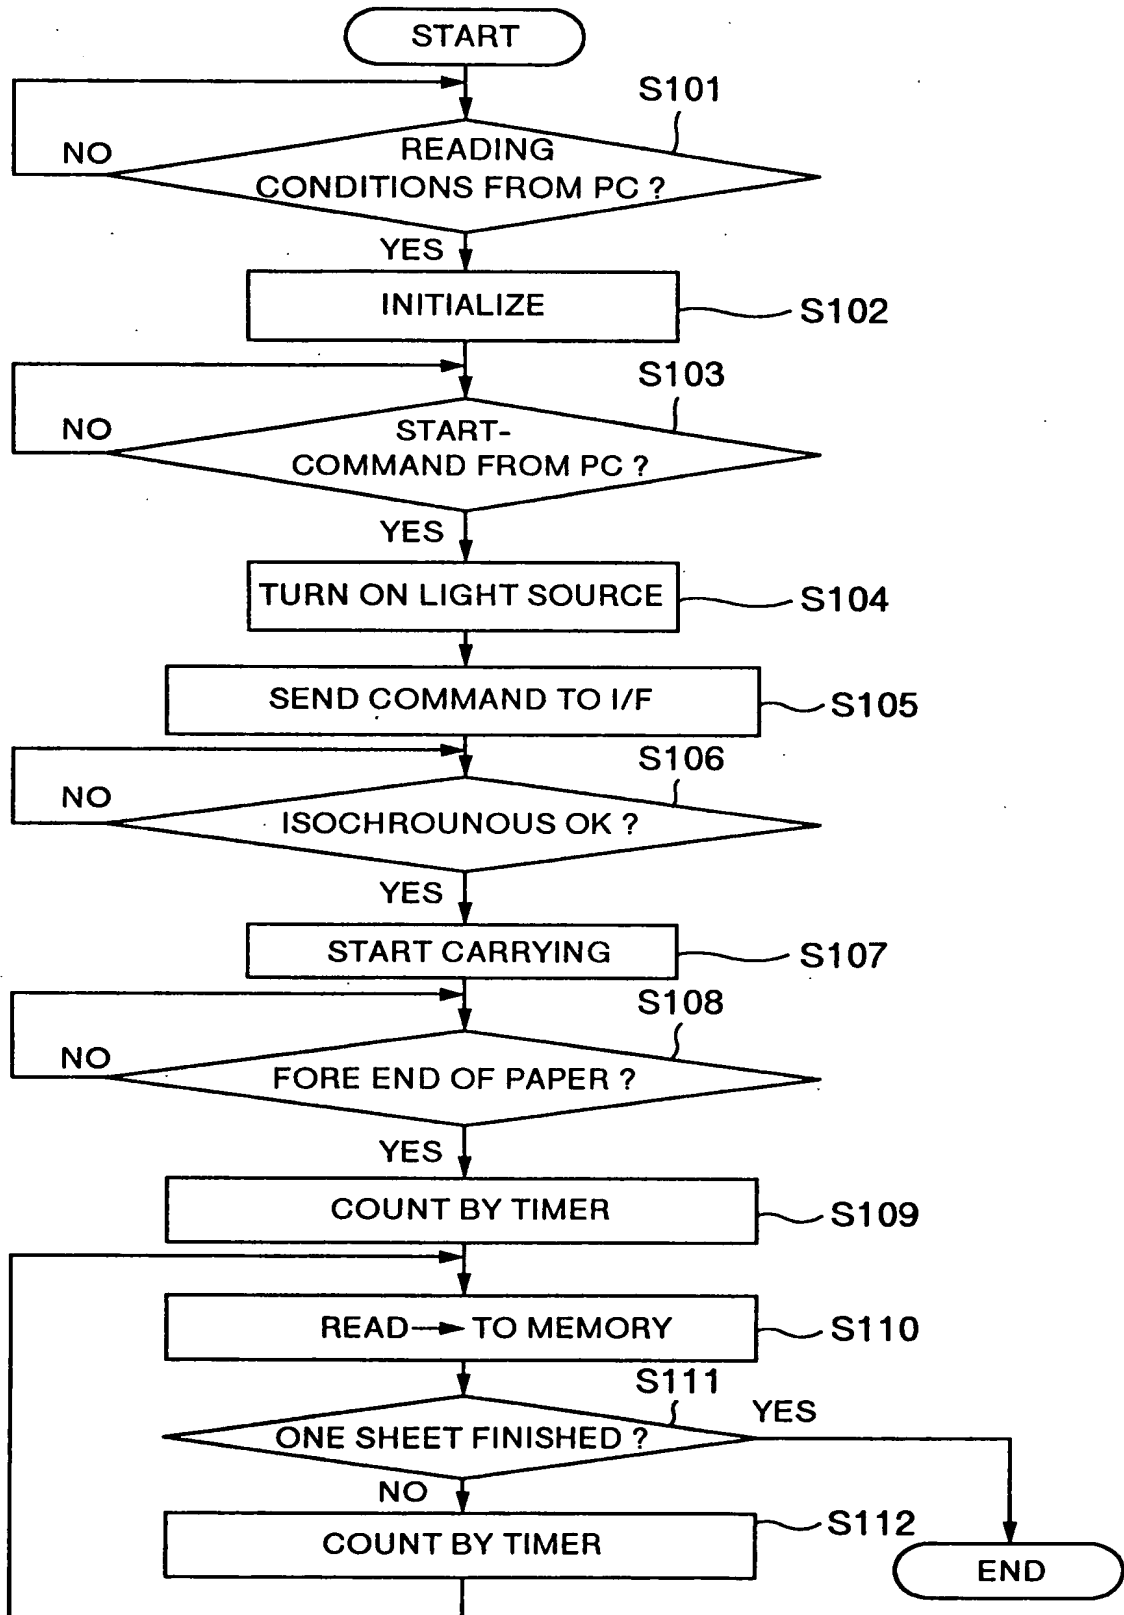 START
S101
NO
READING
CONDITIONS FROM PC ?
YES
INITIALIZE
S102
S103
NO
START-
COMMAND FROM PC ?
YES
TURN ON LIGHT SOURCE
S104
SEND COMMAND TO I/F
S105
S106
NO
ISOCHROUNOUS OK ?
YES
START CARRYING
S107
S108
NO
FORE END OF PAPER ?
YES
COUNT BY TIMER
S109
READ → TO MEMORY
S110
S111
YES
ONE SHEET FINISHED ?
NO
COUNT BY TIMER
S112
END